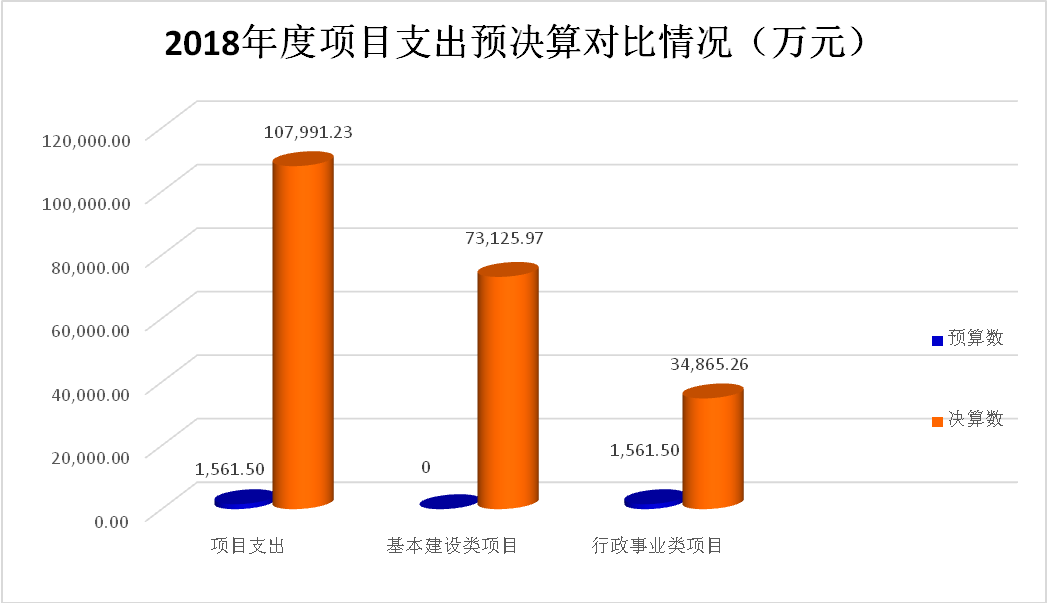 2018年度项目支出预决算对比情况（万元）
120,000.00
100,000.00
80,000.00
60,000.00
40,000.00
20,000.00
0.00
107,991.23
73,125.97
34,865.26
1,561.50
0
1,561.50
项目支出
基本建设类项目
行政事业类项目
预算数
决算数